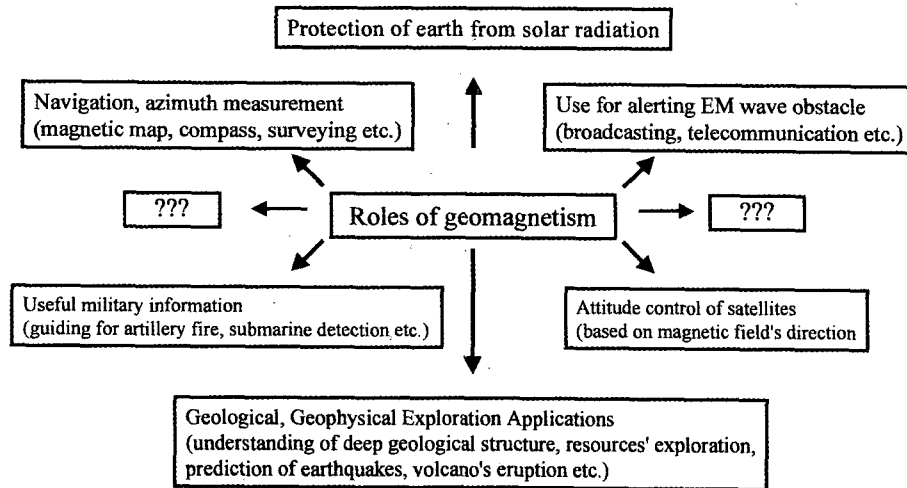 Protection of earth from solar radiation
Navigation, azimuth measurement
(magnetic map, compass, surveying etc.)
Use for alerting EM wave obstacle
(broadcasting, telecommunication etc.)
???
Roles of geomagnetism
???
Useful military information
(guiding for artillery fire, submarine detection etc.)
Attitude control of satellites
(based on magnetic field's direction
Geological, Geophysical Exploration Applications
(understanding of deep geological structure, resources' exploration,
prediction of earthquakes, volcano's eruption etc.)